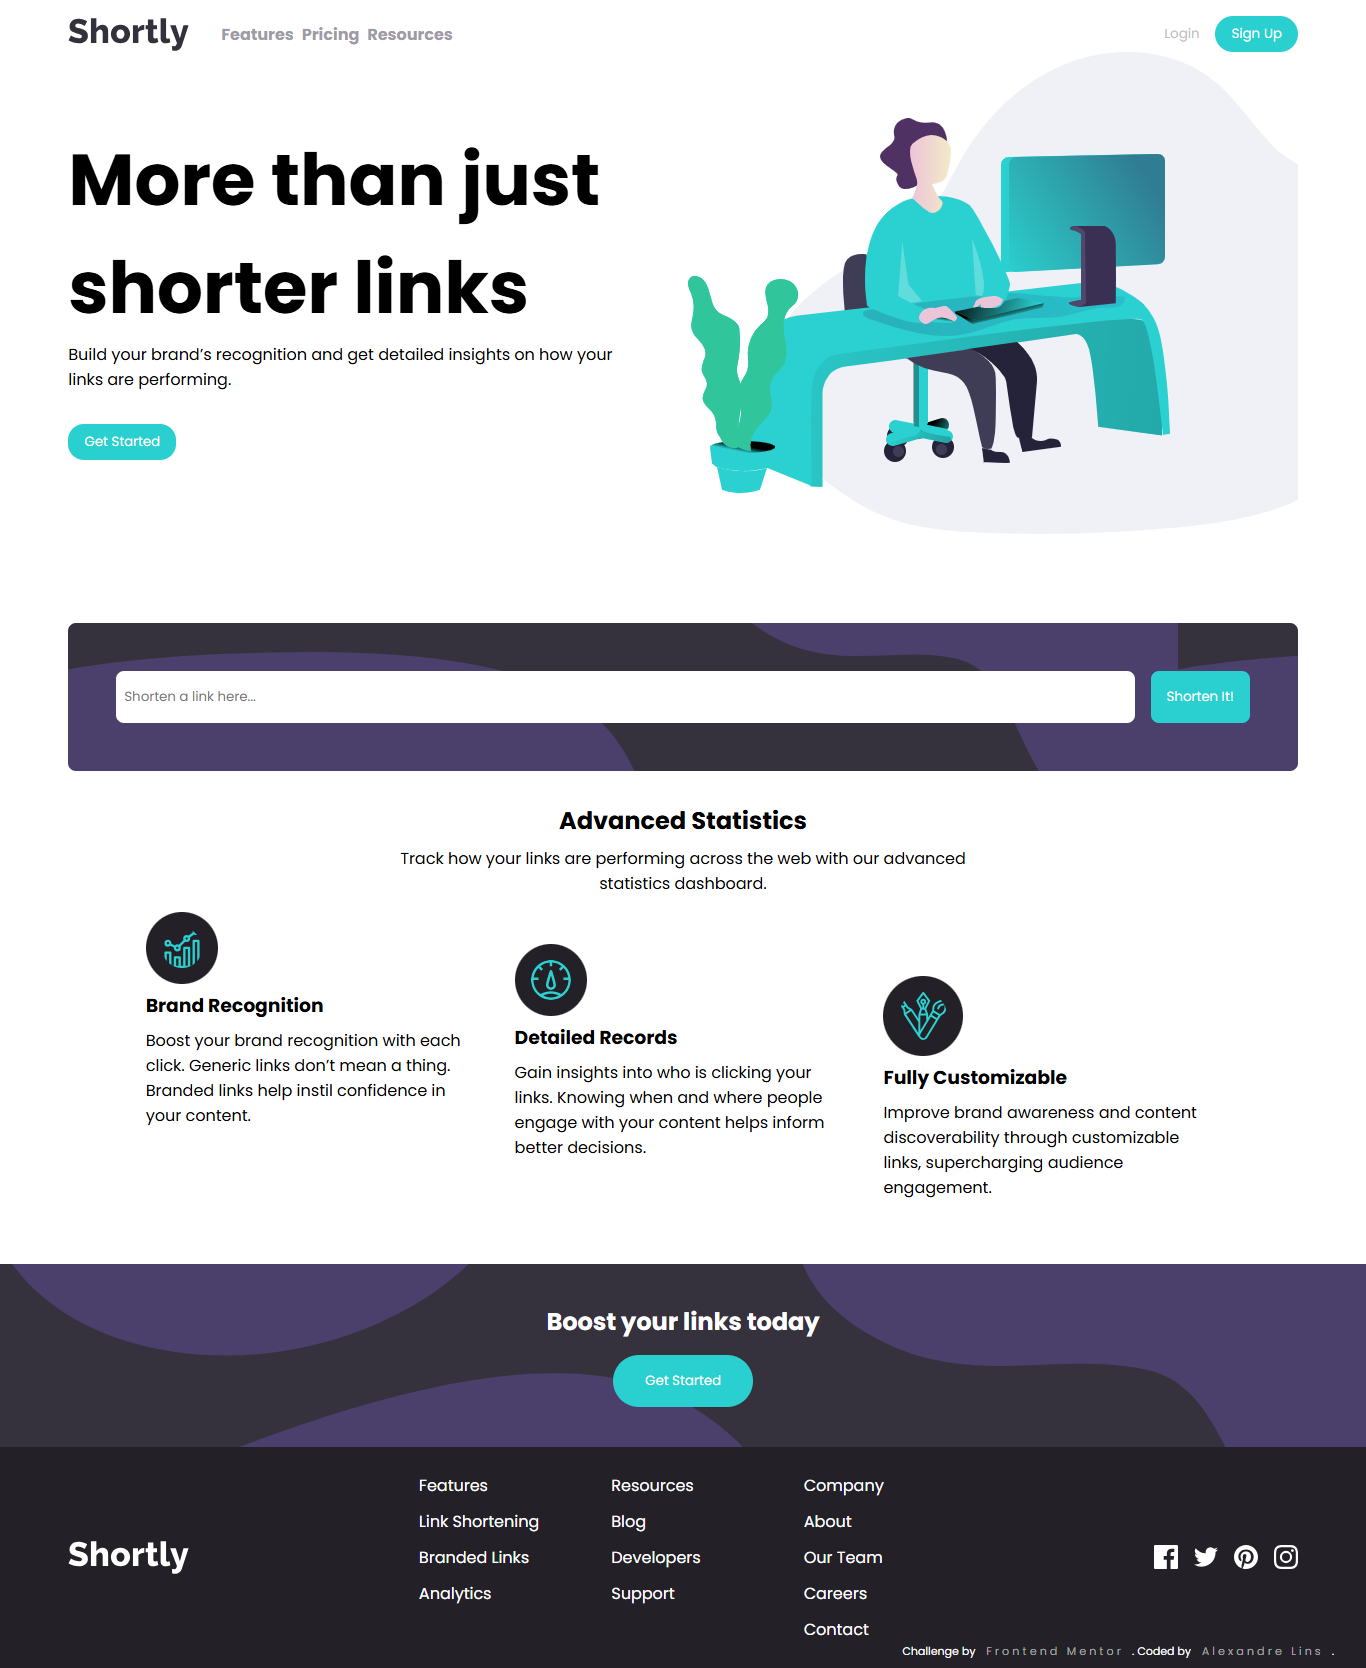 Shortly Features Pricing Resources Login Sign Up
More than just
shorter links
Build your brand’s recognition and get detailed insights on how your
links are performing.
Get Started
Shorten a link here... Shorten It!
Advanced Statistics
Track how your links are performing across the web with our advanced
statistics dashboard.
Brand Recognition
Boost your brand recognition with each
click. Generic links don’t mean a thing.
Branded links help instil confidence in
your content.
Detailed Records
Gain insights into who is clicking your
links. Knowing when and where people
engage with your content helps inform
better decisions.
Fully Customizable
Improve brand awareness and content
discoverability through customizable
links, supercharging audience
engagement.
Boost your links today
Get Started
Shortly
Features
Link Shortening
Branded Links
Analytics
Resources
Blog
Developers
Support
Company
About
Our Team
Careers
Contact
Challenge by Frontend Mentor . Coded by Alexandre Lins .